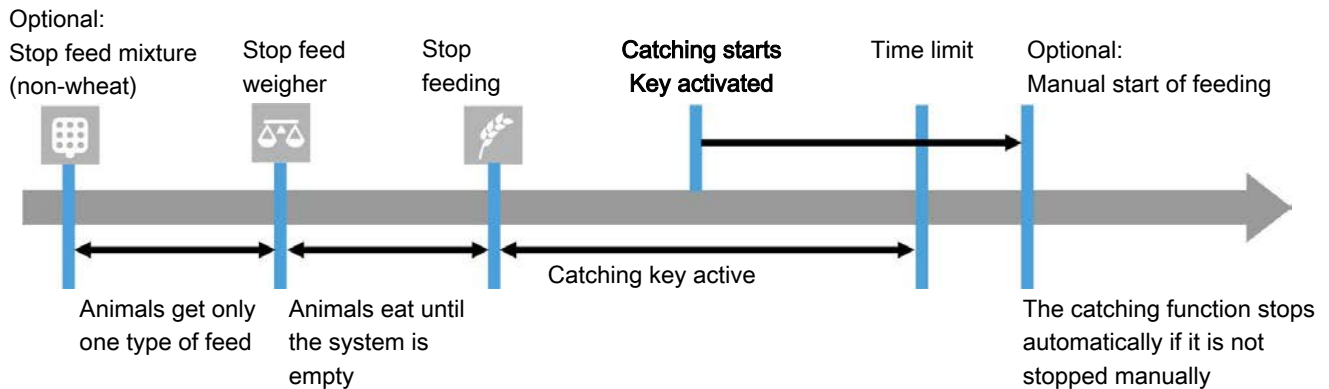 Optional:
Stop feed mixture
(non-wheat)
Stop feed
weigher
Stop
feeding
Catching starts
Key activated
Time limit
Optional:
Manual start of feeding
Catching key active
Animals get only
one type of feed
Animals eat until
the system is
empty
The catching function stops
automatically if it is not
stopped manually